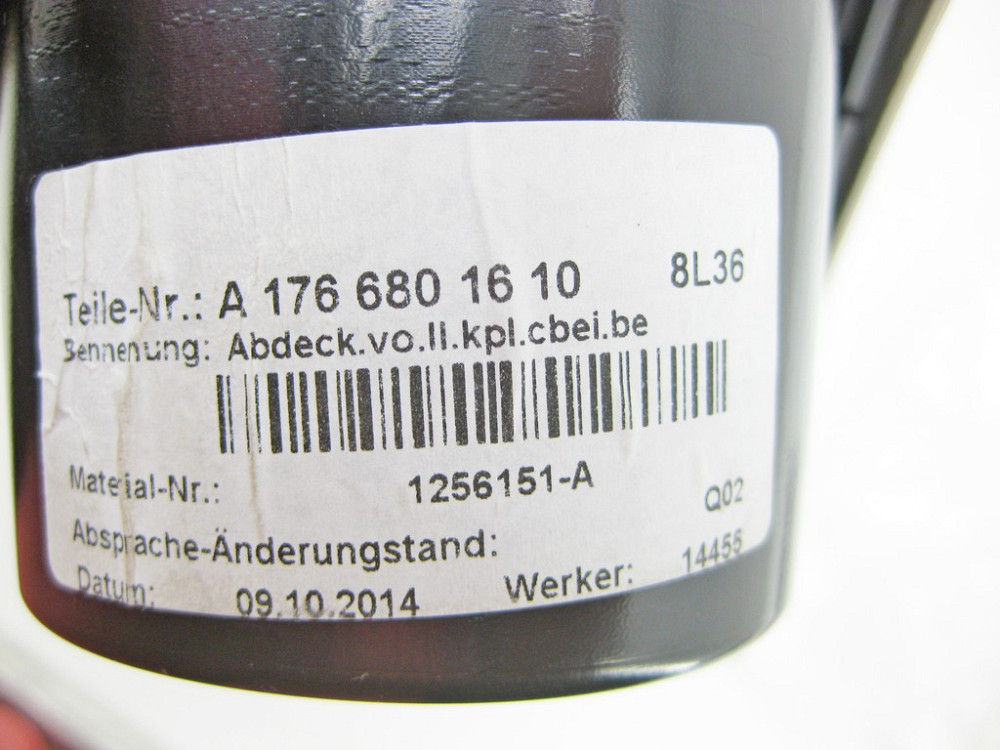 Teile-Nr.: A 176 680 16 10 8L36
Bennenung: Abdeck.vo.li.kpl.cbei.be
Material-Nr.: 1256151-A Q02
Absprache-Änderungstand:
Datum: 09.10.2014 Werker: 14455